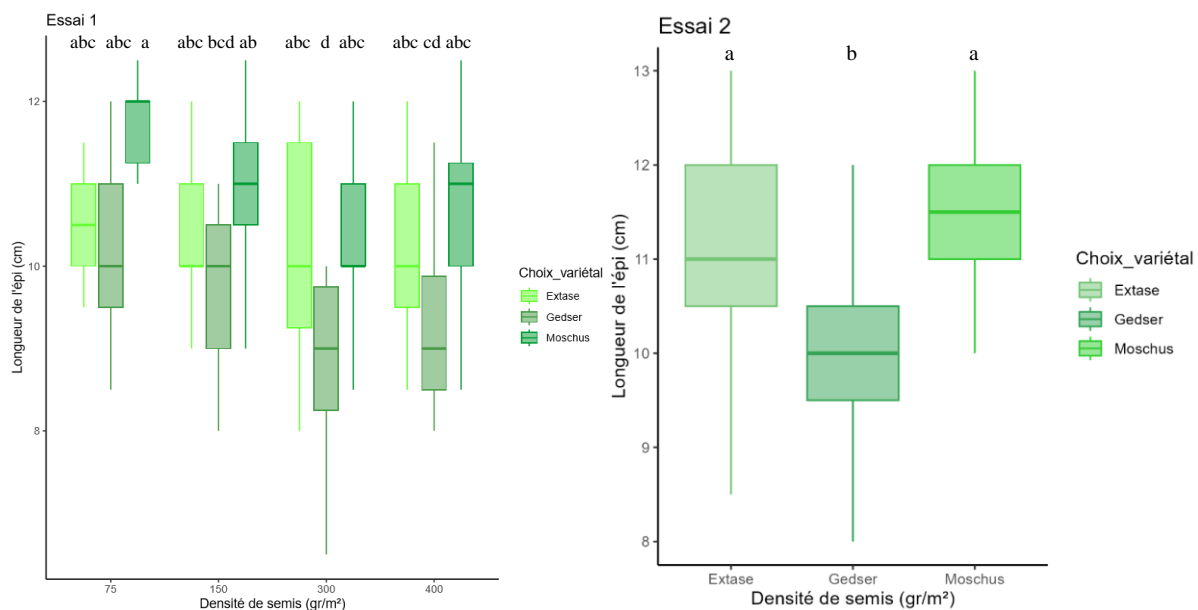 Essai 1
abc abc a abc bcd ab abc d abc abc cd abc
12
10
8
Longueur de l'épi (cm)
75 150 300 400
Densité de semis (gr/m²)
Choix_variétal
Extase
Gedser
Moschus
Essai 2
a b a
13
12
11
10
9
8
Longueur de l'épi (cm)
Extase Gedser Moschus
Densité de semis (gr/m²)
Choix_variétal
Extase
Gedser
Moschus